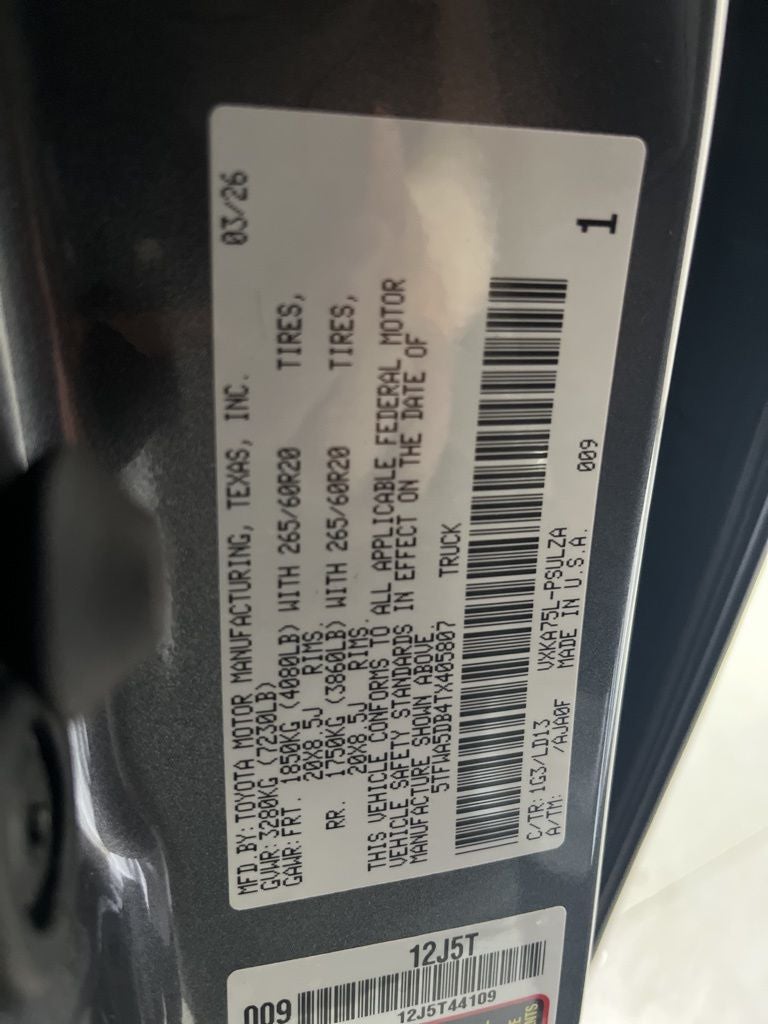 MFD.BY:TOYOTA MOTOR MANUFACTURING, TEXAS, INC. 03/26
GVWR:3280KG (7230LB)
GAWR:FRT. 1850KG (4080LB) WITH 265/60R20 TIRES,
20X8.5J RIMS.
RR. 1750KG (3860LB) WITH 265/60R20 TIRES,
20X8.5J RIMS.
THIS VEHICLE CONFORMS TO ALL APPLICABLE FEDERAL MOTOR
VEHICLE SAFETY STANDARDS IN EFFECT ON THE DATE OF
MANUFACTURE SHOWN ABOVE.
5TFWA5DB4TX405807 TRUCK
C/TR:1G3/LD13 VXKA75L-PSULZA 009
A/TM: /AJA0F MADE IN U.S.A.
1
12J5T
009
12J5T44109